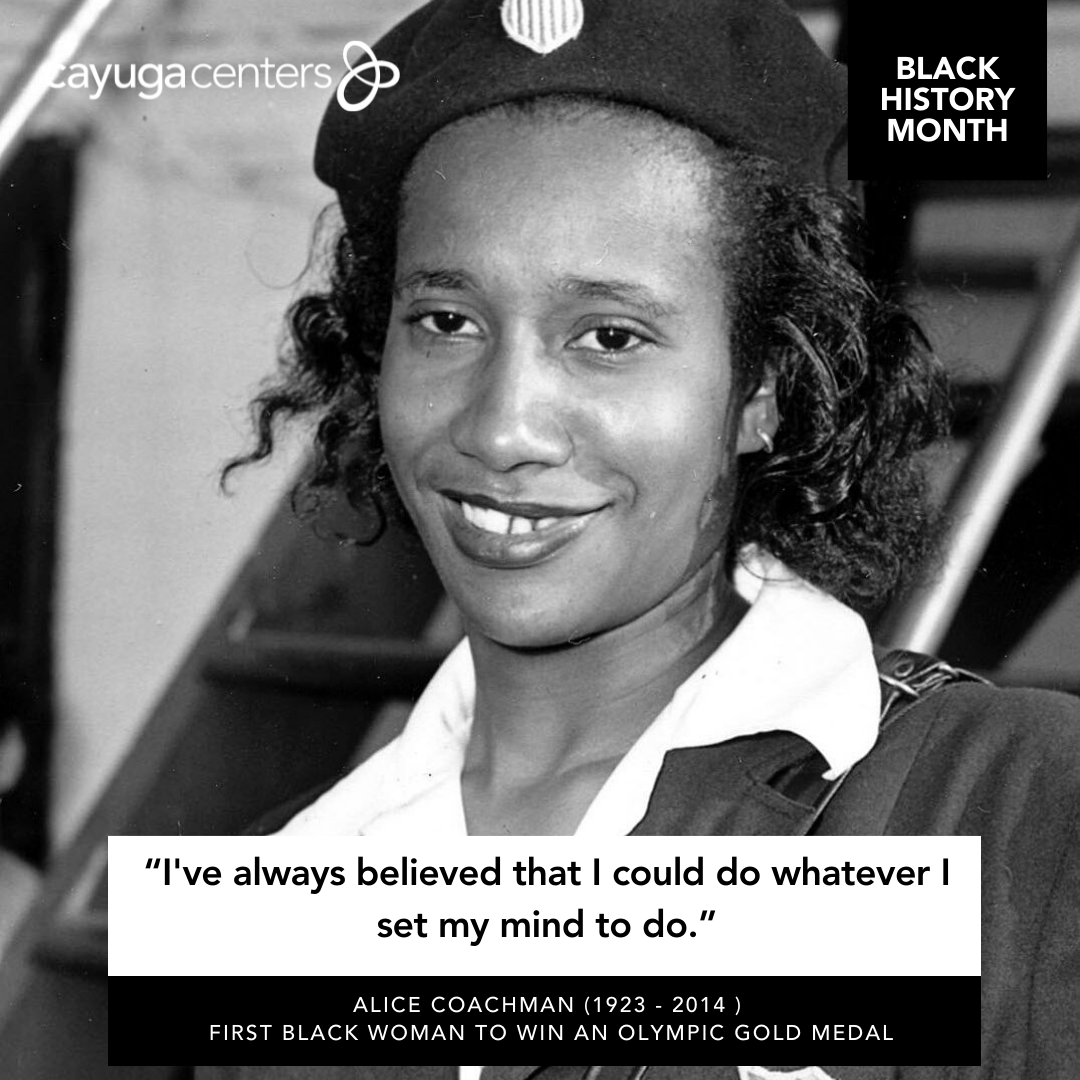 cayugacenters
BLACK
HISTORY
MONTH
“I've always believed that I could do whatever I
set my mind to do.”
ALICE COACHMAN (1923 - 2014 )
FIRST BLACK WOMAN TO WIN AN OLYMPIC GOLD MEDAL